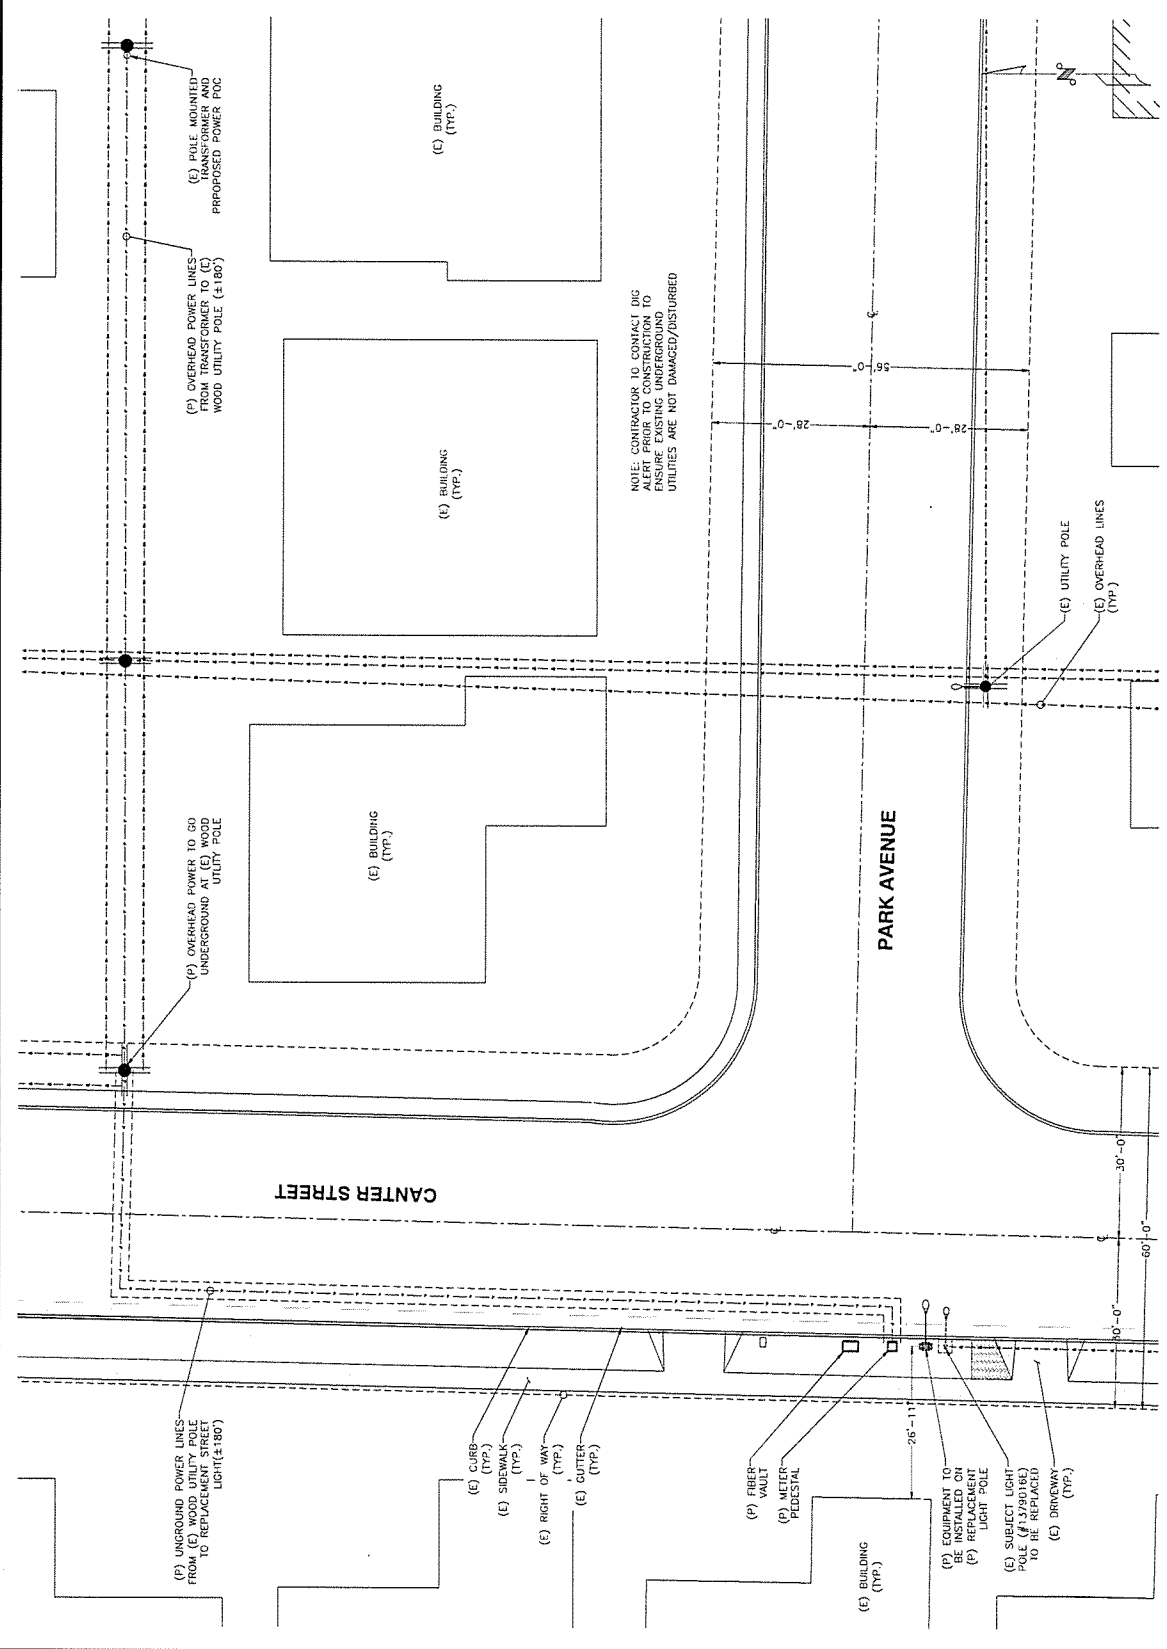 (E) POLE MOUNTED
TRANSFORMER AND
PRPOPOSED POWER POC
(P) OVERHEAD POWER LINES
FROM TRANSFORMER TO (E)
WOOD UTILITY POLE (±180')
(P) OVERHEAD POWER TO GO
UNDERGROUND AT (E) WOOD
UTLITY POLE
(P) UNGROUND POWER LINES
FROM (E) WOOD UTILITY POLE
TO REPLACEMENT STREET
LIGHT(±180')
(E) BUILDING
(TYP.)
(E) BUILDING
(TYP.)
(E) BUILDING
(TYP.)
NOTE: CONTRACTOR TO CONTACT DIG
ALERT PRIOR TO CONSTRUCTION TO
ENSURE EXISTING UNDERGROUND
UTILITIES ARE NOT DAMAGED/DISTURBED
CANTER STREET
(E) CURB
(TYP.)
(E) SIDEWALK
(TYP.)
(E) RIGHT OF WAY
(TYP.)
(E) GUTTER
(TYP.)
28'-0"
28'-0"
56'-0"
PARK AVENUE
(P) FIBER
VAULT
(P) METER
PEDESTAL
26'-11"
(E) BUILDING
(TYP.)
(P) EQUIPMENT TO
BE INSTALLED ON
(P) REPLACEMENT
LIGHT POLE
(E) SUBJECT LIGHT
POLE (#1379016E)
TO BE REPLACED
(E) DRIVEWAY
(TYP.)
(E) UTILITY POLE
(E) OVERHEAD LINES
(TYP.)
30'-0"
30'-0"
60'-0"
N